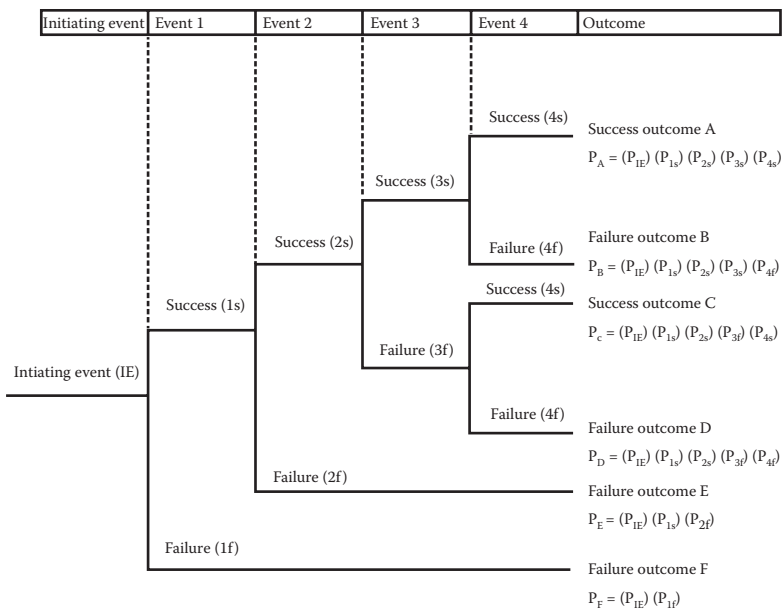 Initiating event Event 1 Event 2 Event 3 Event 4 Outcome
Success (4s)
Success outcome A
P_A = (P_IE) (P_1s) (P_2s) (P_3s) (P_4s)
Success (3s)
Failure outcome B
Success (2s)
Failure (4f)
P_B = (P_IE) (P_1s) (P_2s) (P_3s) (P_4f)
Success (4s)
Success (1s)
Success outcome C
P_c = (P_IE) (P_1s) (P_2s) (P_3f) (P_4s)
Failure (3f)
Intiating event (IE)
Failure (4f)
Failure outcome D
P_D = (P_IE) (P_1s) (P_2s) (P_3f) (P_4f)
Failure (2f)
Failure outcome E
P_E = (P_IE) (P_1s) (P_2f)
Failure (1f)
Failure outcome F
P_F = (P_IE) (P_1f)